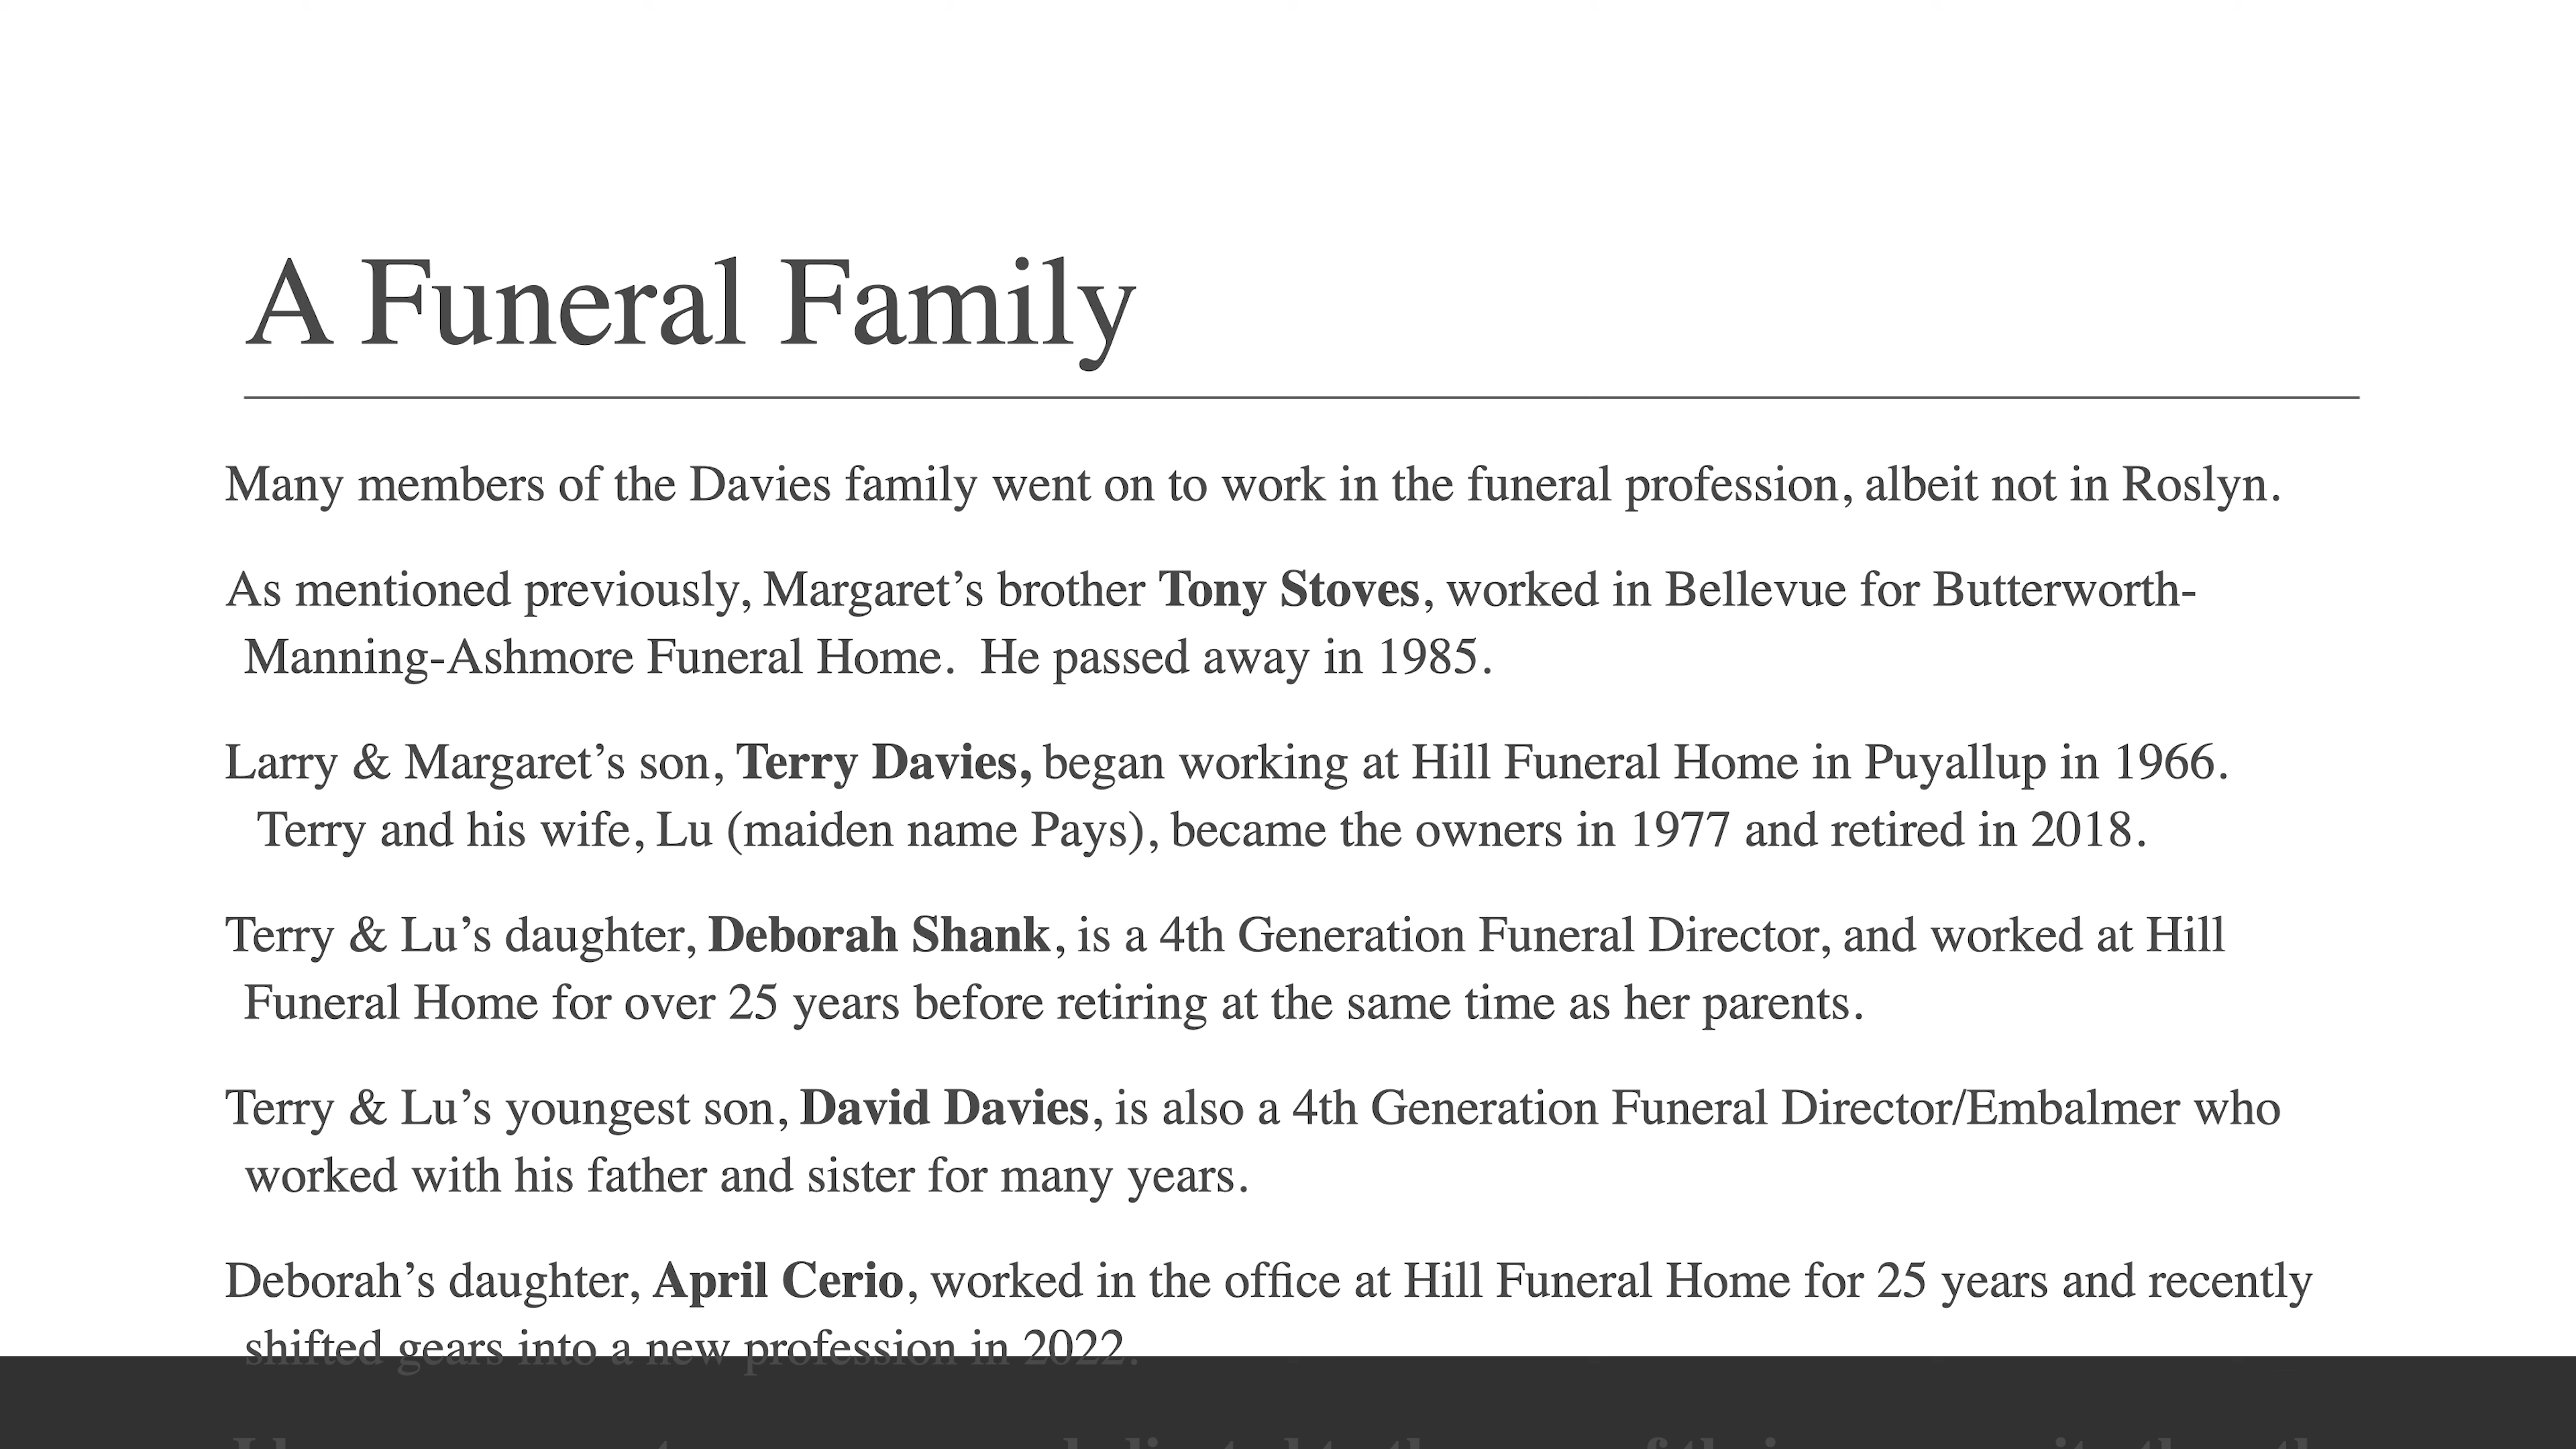 A Funeral Family
Many members of the Davies family went on to work in the funeral profession, albeit not in Roslyn.
As mentioned previously, Margaret’s brother Tony Stoves, worked in Bellevue for Butterworth-
Manning-Ashmore Funeral Home.  He passed away in 1985.
Larry & Margaret’s son, Terry Davies, began working at Hill Funeral Home in Puyallup in 1966.
Terry and his wife, Lu (maiden name Pays), became the owners in 1977 and retired in 2018.
Terry & Lu’s daughter, Deborah Shank, is a 4th Generation Funeral Director, and worked at Hill
Funeral Home for over 25 years before retiring at the same time as her parents.
Terry & Lu’s youngest son, David Davies, is also a 4th Generation Funeral Director/Embalmer who
worked with his father and sister for many years.
Deborah’s daughter, April Cerio, worked in the office at Hill Funeral Home for 25 years and recently
shifted gears into a new profession in 2022.